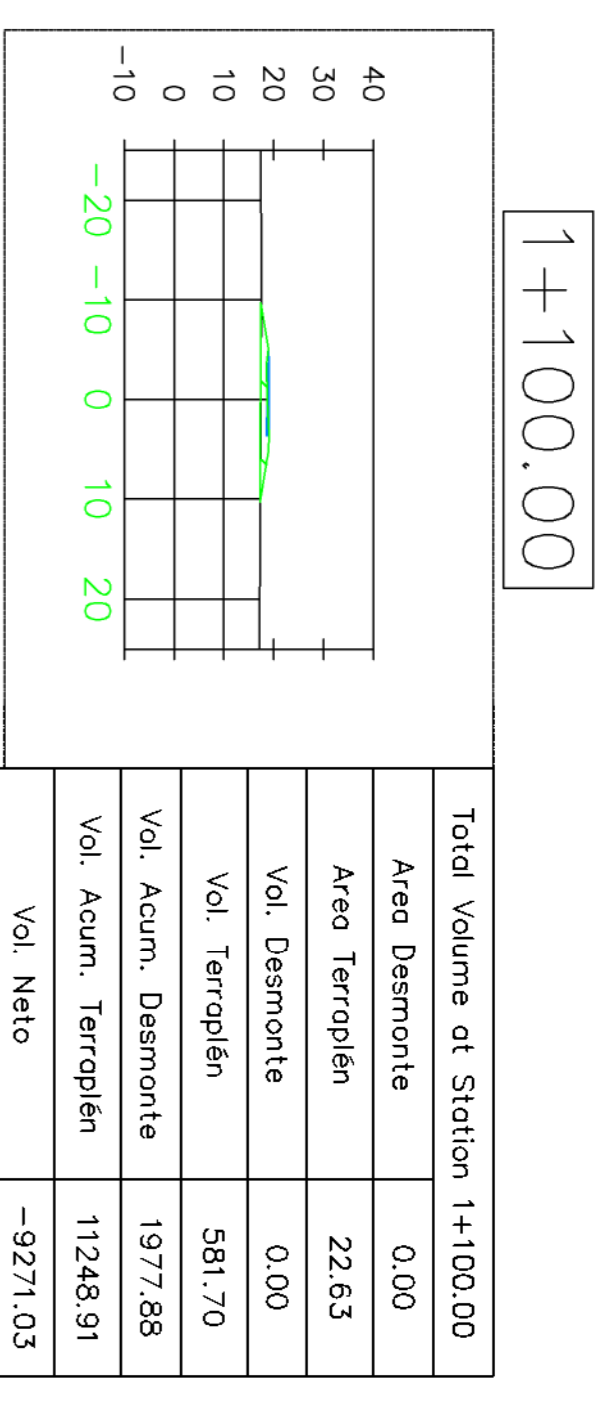 1+100.00
40
30
20
10
0
-10
-20 -10 0 10 20
Total Volume at Station 1+100.00
Area Desmonte 0.00
Area Terraplén 22.63
Vol. Desmonte 0.00
Vol. Terraplén 581.70
Vol. Acum. Desmonte 1977.88
Vol. Acum. Terraplén 11248.91
Vol. Neto -9271.03